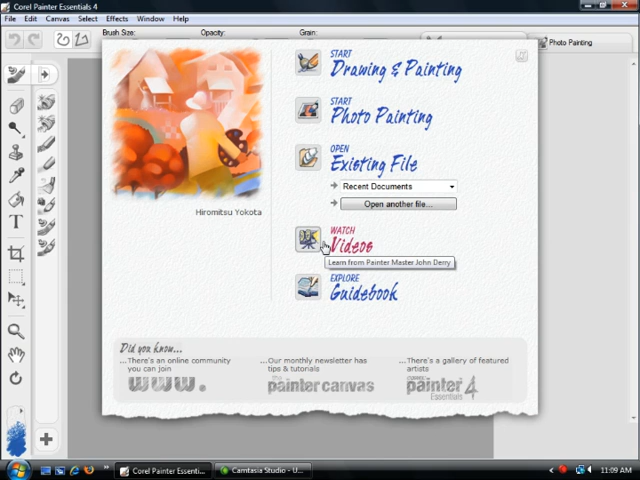 Corel Painter Essentials 4
File Edit Canvas Select Effects Window Help
Brush Size: Opacity: Grain:
Photo Painting
START
Drawing & Painting
START
Photo Painting
OPEN
Existing File
Recent Documents
Open another file...
Hiromitsu Yokota
WATCH
Videos
Learn from Painter Master John Derry
EXPLORE
Guidebook
Did you know...
...There's an online community
you can join
www.
...Our monthly newsletter has
tips & tutorials
the painter canvas
...There's a gallery of featured
artists
painter 4
Essentials
Corel Painter Essenti...
Camtasia Studio - U...
11:09 AM